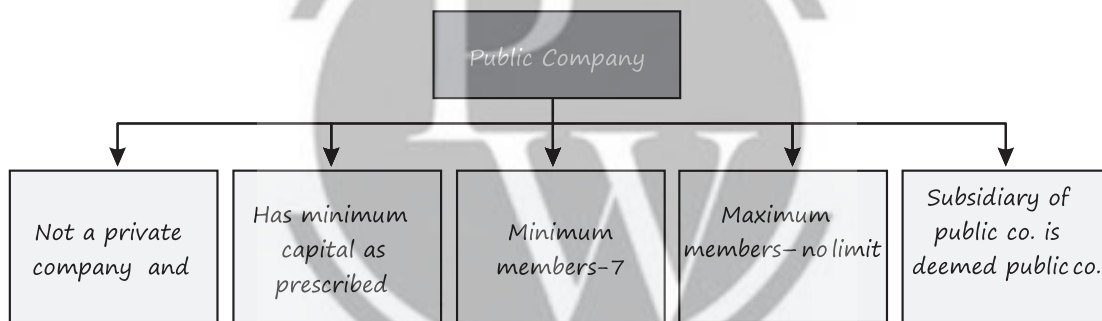 Public Company
Not a private
company and
Has minimum
capital as
prescribed
Minimum
members-7
Maximum
members– no limit
Subsidiary of
public co. is
deemed public co.
PW